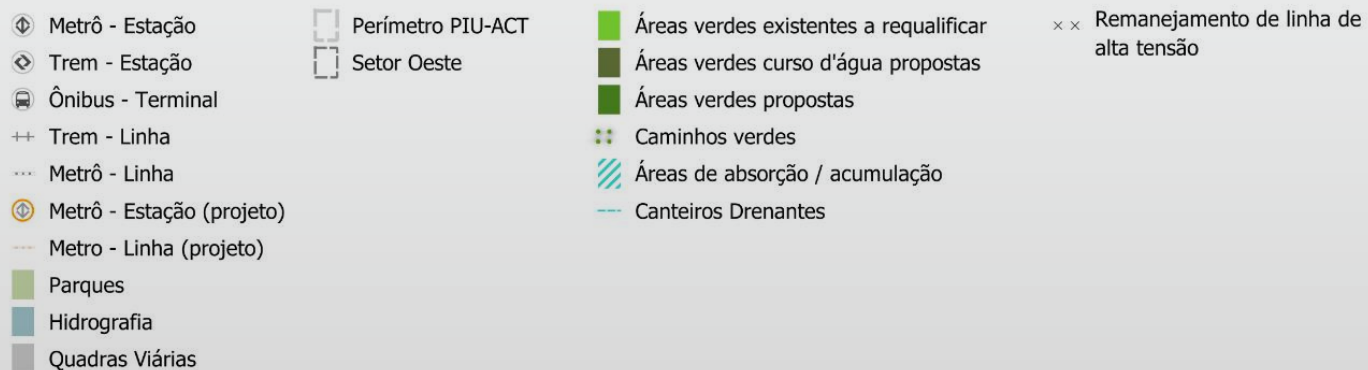 Metrô - Estação
Trem - Estação
Ônibus - Terminal
Trem - Linha
Metrô - Linha
Metrô - Estação (projeto)
Metro - Linha (projeto)
Parques
Hidrografia
Quadras Viárias
Perímetro PIU-ACT
Setor Oeste
Áreas verdes existentes a requalificar
Áreas verdes curso d'água propostas
Áreas verdes propostas
Caminhos verdes
Áreas de absorção / acumulação
Canteiros Drenantes
Remanejamento de linha de
alta tensão